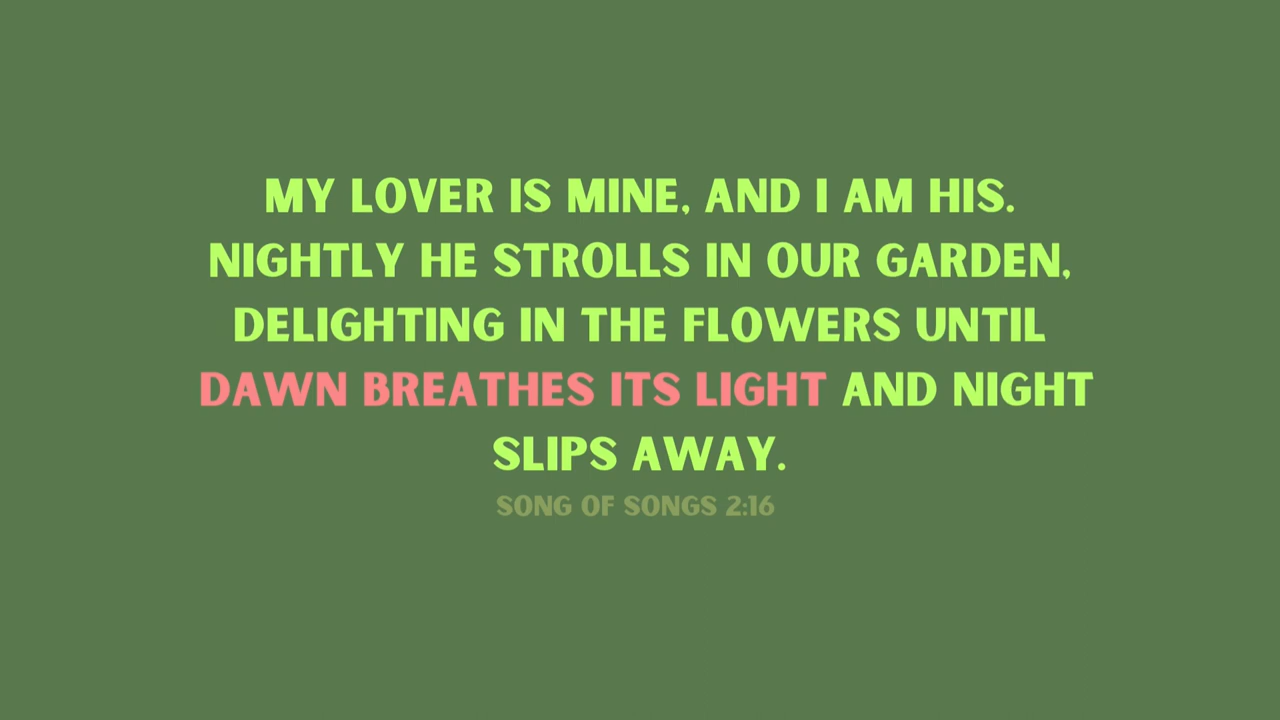 MY LOVER IS MINE, AND I AM HIS.
NIGHTLY HE STROLLS IN OUR GARDEN,
DELIGHTING IN THE FLOWERS UNTIL
DAWN BREATHES ITS LIGHT AND NIGHT
SLIPS AWAY.
SONG OF SONGS 2:16